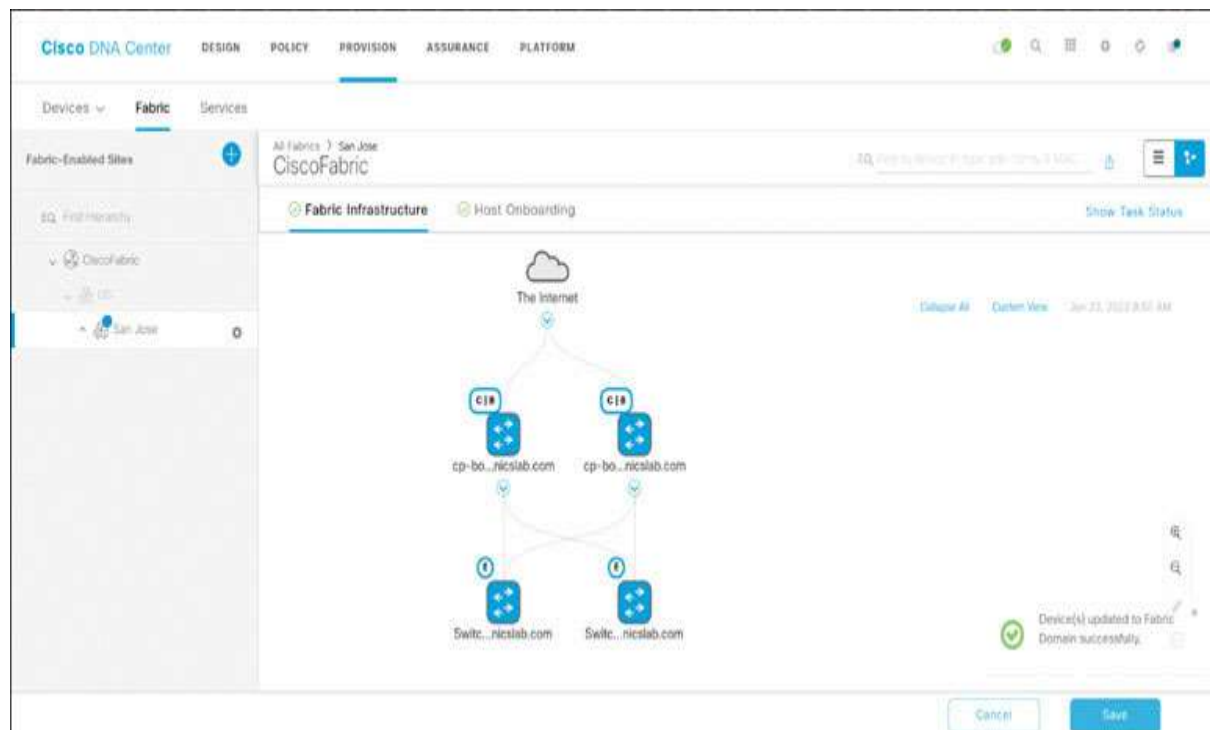 Cisco DNA Center DESIGN POLICY PROVISION ASSURANCE PLATFORM
Devices Fabric Services
Fabric-Enabled Sites
All Fabrics > San Jose
CiscoFabric
Find Hierarchy
Fabric Infrastructure Host Onboarding Show Task Status
CiscoFabric
San Jose
The Internet
Collapse All Custom View
C|B C|B
cp-bo...nicslab.com cp-bo...nicslab.com
Switc...nicslab.com Switc...nicslab.com
Device(s) updated to Fabric
Domain successfully.
Cancel Save